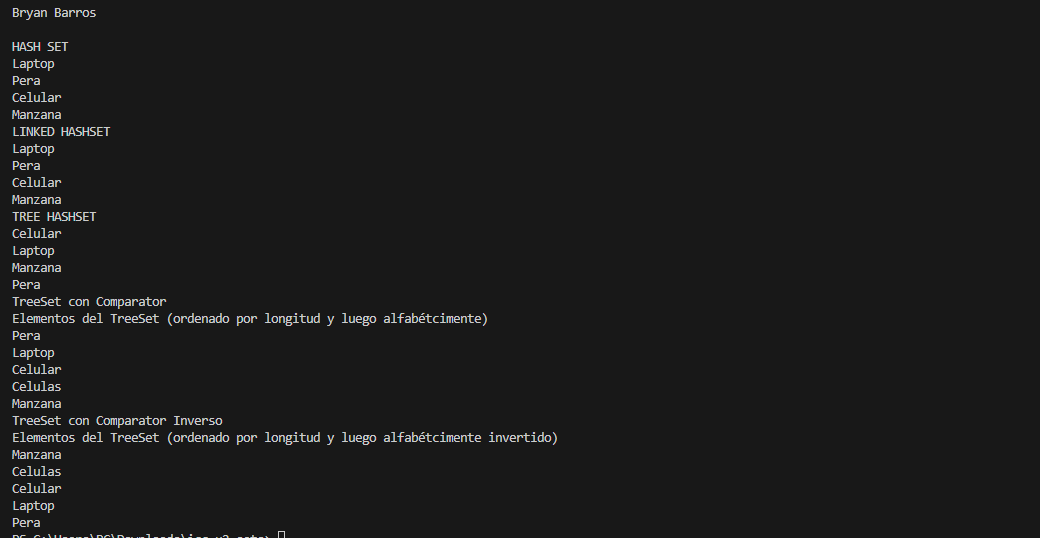 Bryan Barros
HASH SET
Laptop
Pera
Celular
Manzana
LINKED HASHSET
Laptop
Pera
Celular
Manzana
TREE HASHSET
Celular
Laptop
Manzana
Pera
TreeSet con Comparator
Elementos del TreeSet (ordenado por longitud y luego alfabétcimente)
Pera
Laptop
Celular
Celulas
Manzana
TreeSet con Comparator Inverso
Elementos del TreeSet (ordenado por longitud y luego alfabétcimente invertido)
Manzana
Celulas
Celular
Laptop
Pera